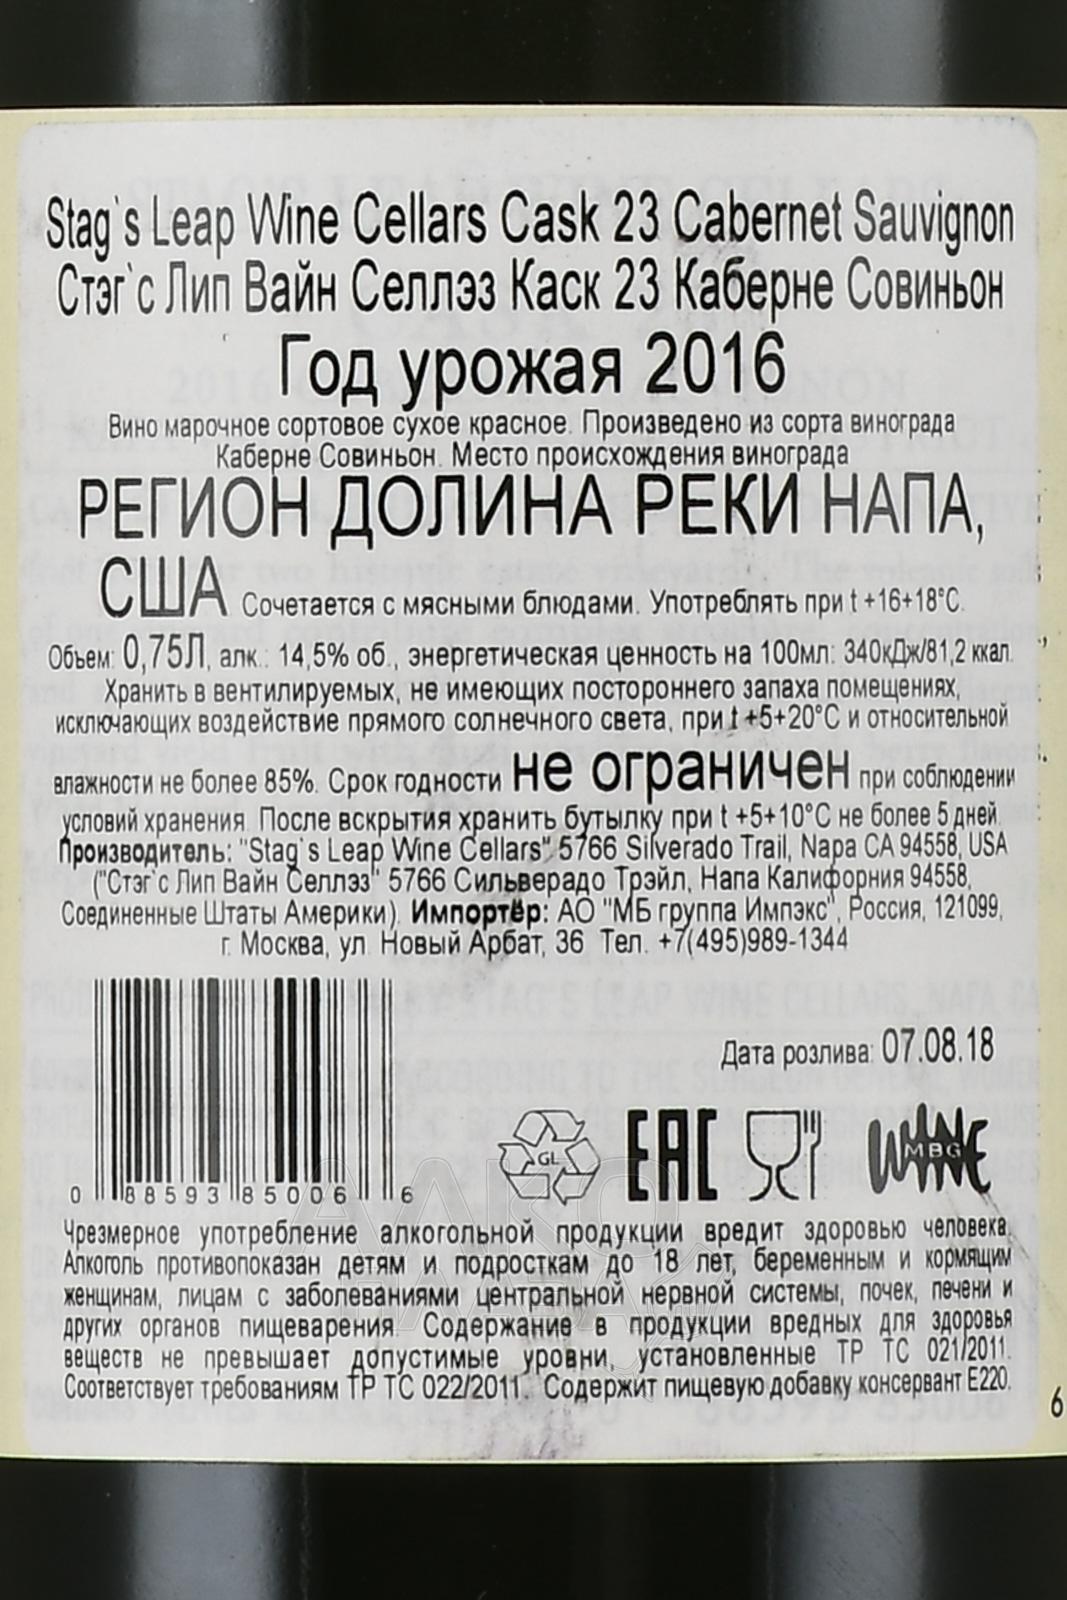 Stag`s Leap Wine Cellars Cask 23 Cabernet Sauvignon
Стэг`с Лип Вайн Селлэз Каск 23 Каберне Совиньон
Год урожая 2016
Вино марочное сортовое сухое красное. Произведено из сорта винограда
Каберне Совиньон. Место происхождения винограда
РЕГИОН ДОЛИНА РЕКИ НАПА,
США Сочетается с мясными блюдами. Употреблять при t +16+18°C.
Объем: 0,75Л, алк.: 14,5% об., энергетическая ценность на 100мл: 340кДж/81,2 ккал.
Хранить в вентилируемых, не имеющих постороннего запаха помещениях,
исключающих воздействие прямого солнечного света, при t +5+20°C и относительной
влажности не более 85%. Срок годности не ограничен при соблюдении
условий хранения. После вскрытия хранить бутылку при t +5+10°C не более 5 дней.
Производитель: "Stag`s Leap Wine Cellars" 5766 Silverado Trail, Napa CA 94558, USA
("Стэг`с Лип Вайн Селлэз" 5766 Сильверадо Трэйл, Напа Калифорния 94558,
Соединенные Штаты Америки). Импортёр: АО "МБ группа Импэкс", Россия, 121099,
г. Москва, ул. Новый Арбат, 36 Тел. +7(495)989-1344
Дата розлива: 07.08.18
0 88593 85006 6
GL
EAC
WINE
MBG
Чрезмерное употребление алкогольной продукции вредит здоровью человека.
Алкоголь противопоказан детям и подросткам до 18 лет, беременным и кормящим
женщинам, лицам с заболеваниями центральной нервной системы, почек, печени и
других органов пищеварения. Содержание в продукции вредных для здоровья
веществ не превышает допустимые уровни, установленные ТР ТС 021/2011.
Соответствует требованиям ТР ТС 022/2011. Содержит пищевую добавку консервант Е220.
6